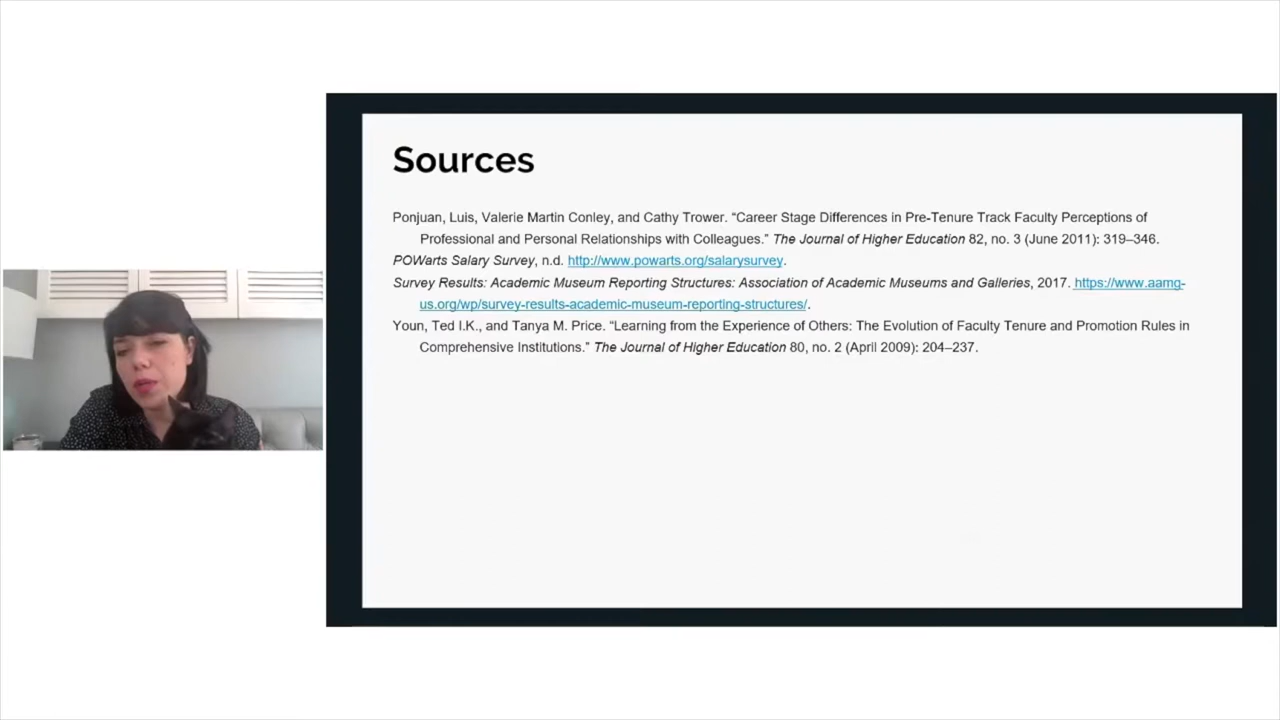 Sources
Ponjuan, Luis, Valerie Martin Conley, and Cathy Trower. “Career Stage Differences in Pre-Tenure Track Faculty Perceptions of
Professional and Personal Relationships with Colleagues.” The Journal of Higher Education 82, no. 3 (June 2011): 319–346.
POWarts Salary Survey, n.d. http://www.powarts.org/salarysurvey.
Survey Results: Academic Museum Reporting Structures: Association of Academic Museums and Galleries, 2017. https://www.aamg-
us.org/wp/survey-results-academic-museum-reporting-structures/.
Youn, Ted I.K., and Tanya M. Price. “Learning from the Experience of Others: The Evolution of Faculty Tenure and Promotion Rules in
Comprehensive Institutions.” The Journal of Higher Education 80, no. 2 (April 2009): 204–237.